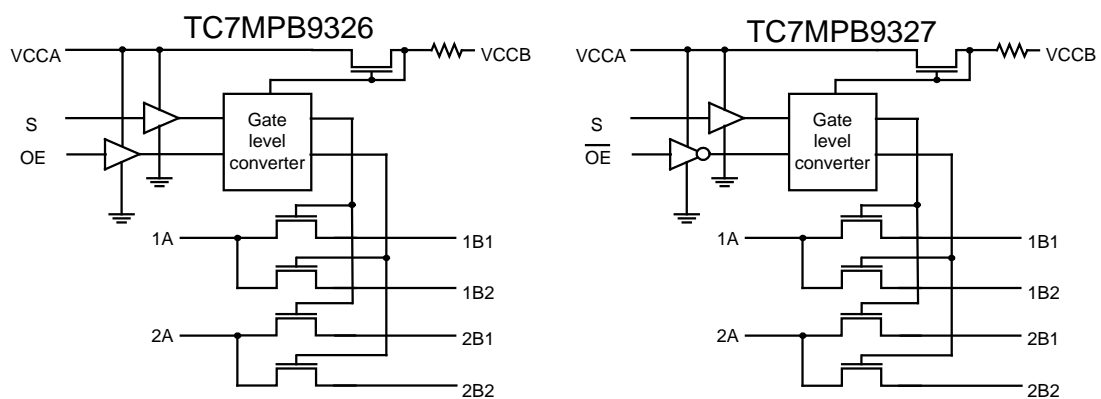 TC7MPB9326
VCCA
VCCB
S
OE
Gate
level
converter
1A
1B1
1B2
2A
2B1
2B2
TC7MPB9327
VCCA
VCCB
S
O̅E̅
Gate
level
converter
1A
1B1
1B2
2A
2B1
2B2